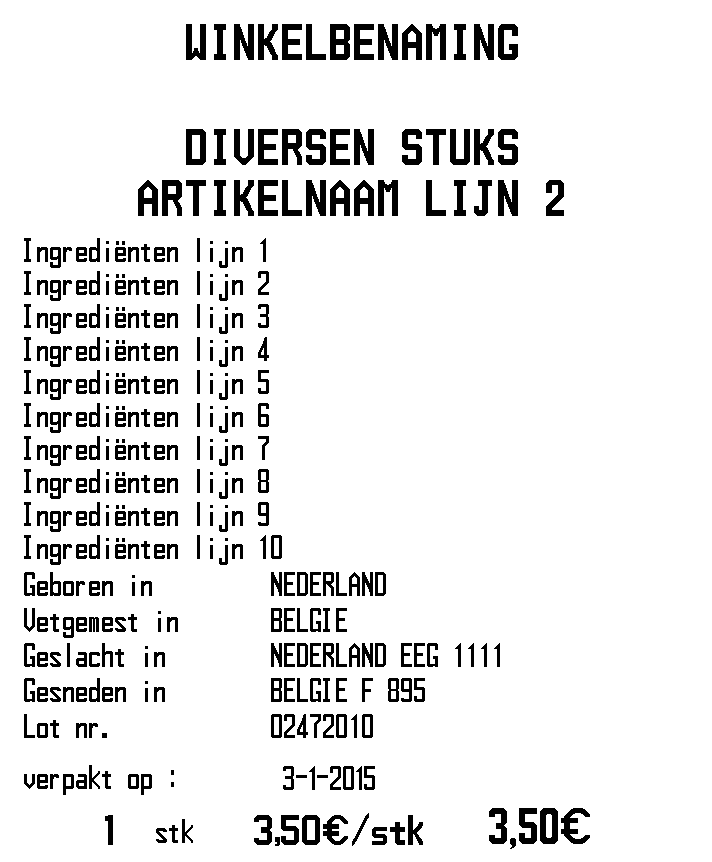 WINKELBENAMING
DIVERSEN STUKS
ARTIKELNAAM LIJN 2
Ingrediënten lijn 1
Ingrediënten lijn 2
Ingrediënten lijn 3
Ingrediënten lijn 4
Ingrediënten lijn 5
Ingrediënten lijn 6
Ingrediënten lijn 7
Ingrediënten lijn 8
Ingrediënten lijn 9
Ingrediënten lijn 10
Geboren in NEDERLAND
Vetgemest in BELGIE
Geslacht in NEDERLAND EEG 1111
Gesneden in BELGIE F 895
Lot nr. 02472010
verpakt op : 3-1-2015
1 stk 3,50€/stk 3,50€